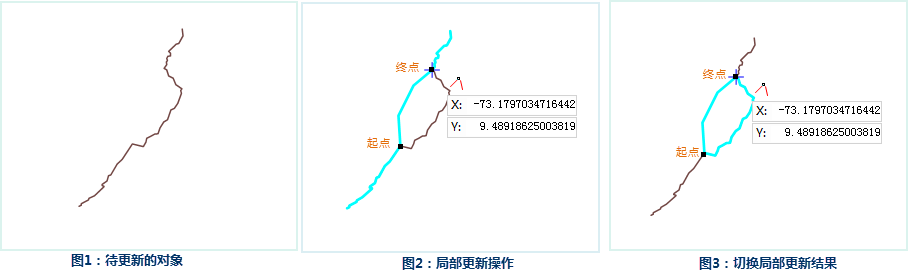 终点
X: -73.1797034716442
Y: 9.48918625003819
起点
终点
X: -73.1797034716442
Y: 9.48918625003819
起点
图1：待更新的对象
图2：局部更新操作
图3：切换局部更新结果